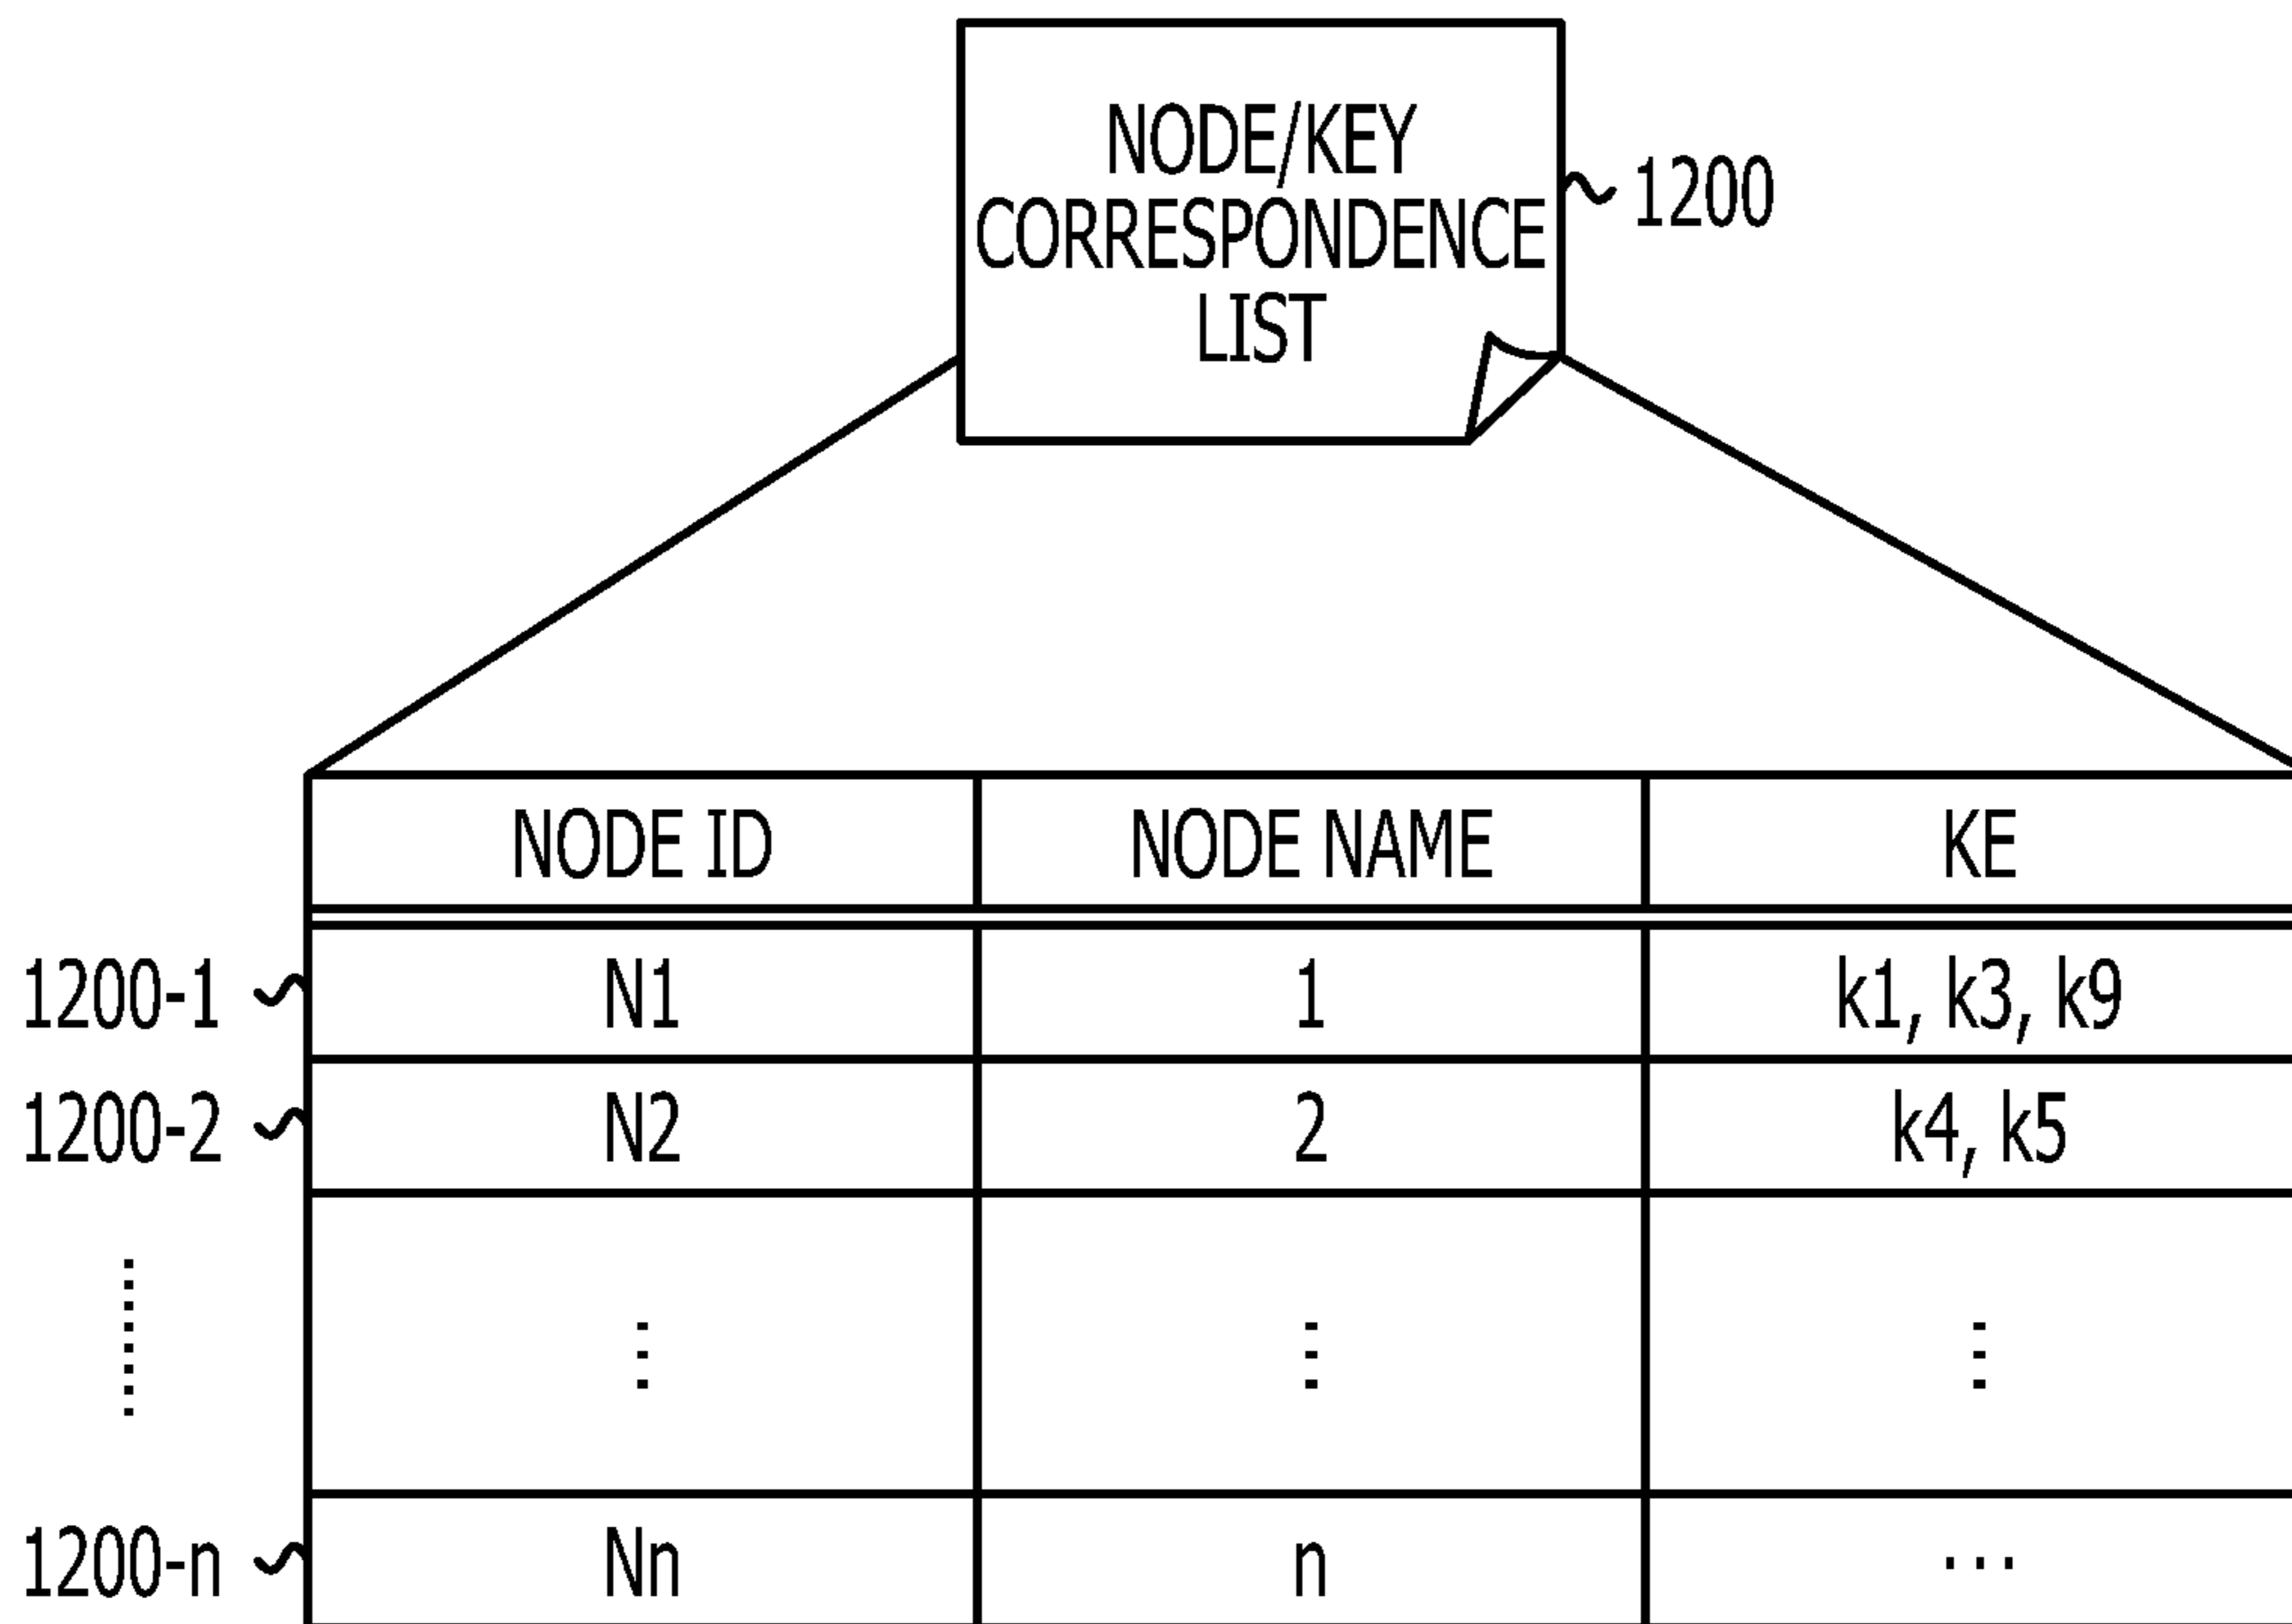 NODE/KEY
CORRESPONDENCE
LIST
1200
NODE ID NODE NAME KE
1200-1 N1 1 k1, k3, k9
1200-2 N2 2 k4, k5
1200-n Nn n ...